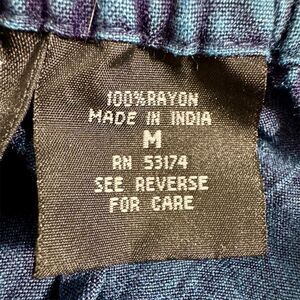 100% RAYON
MADE IN INDIA
M
RN 53174
SEE REVERSE
FOR CARE